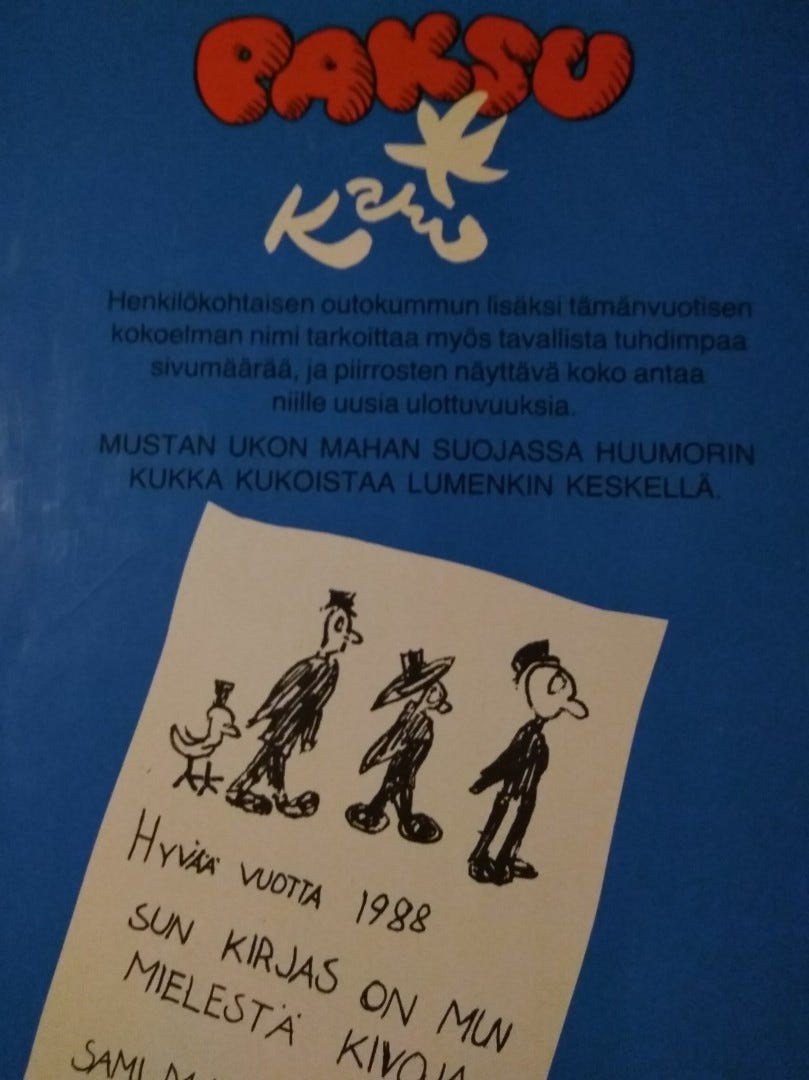 PAKSU
Kari
Henkilökohtaisen outokummun lisäksi tämänvuotisen
kokoelman nimi tarkoittaa myös tavallista tuhdimpaa
sivumäärää, ja piirrosten näyttävä koko antaa
niille uusia ulottuvuuksia.
MUSTAN UKON MAHAN SUOJASSA HUUMORIN
KUKKA KUKOISTAA LUMENKIN KESKELLÄ.
HYVÄÄ VUOTTA 1988
SUN KIRJAS ON MUN
MIELESTÄ KIVOJA
SAMI